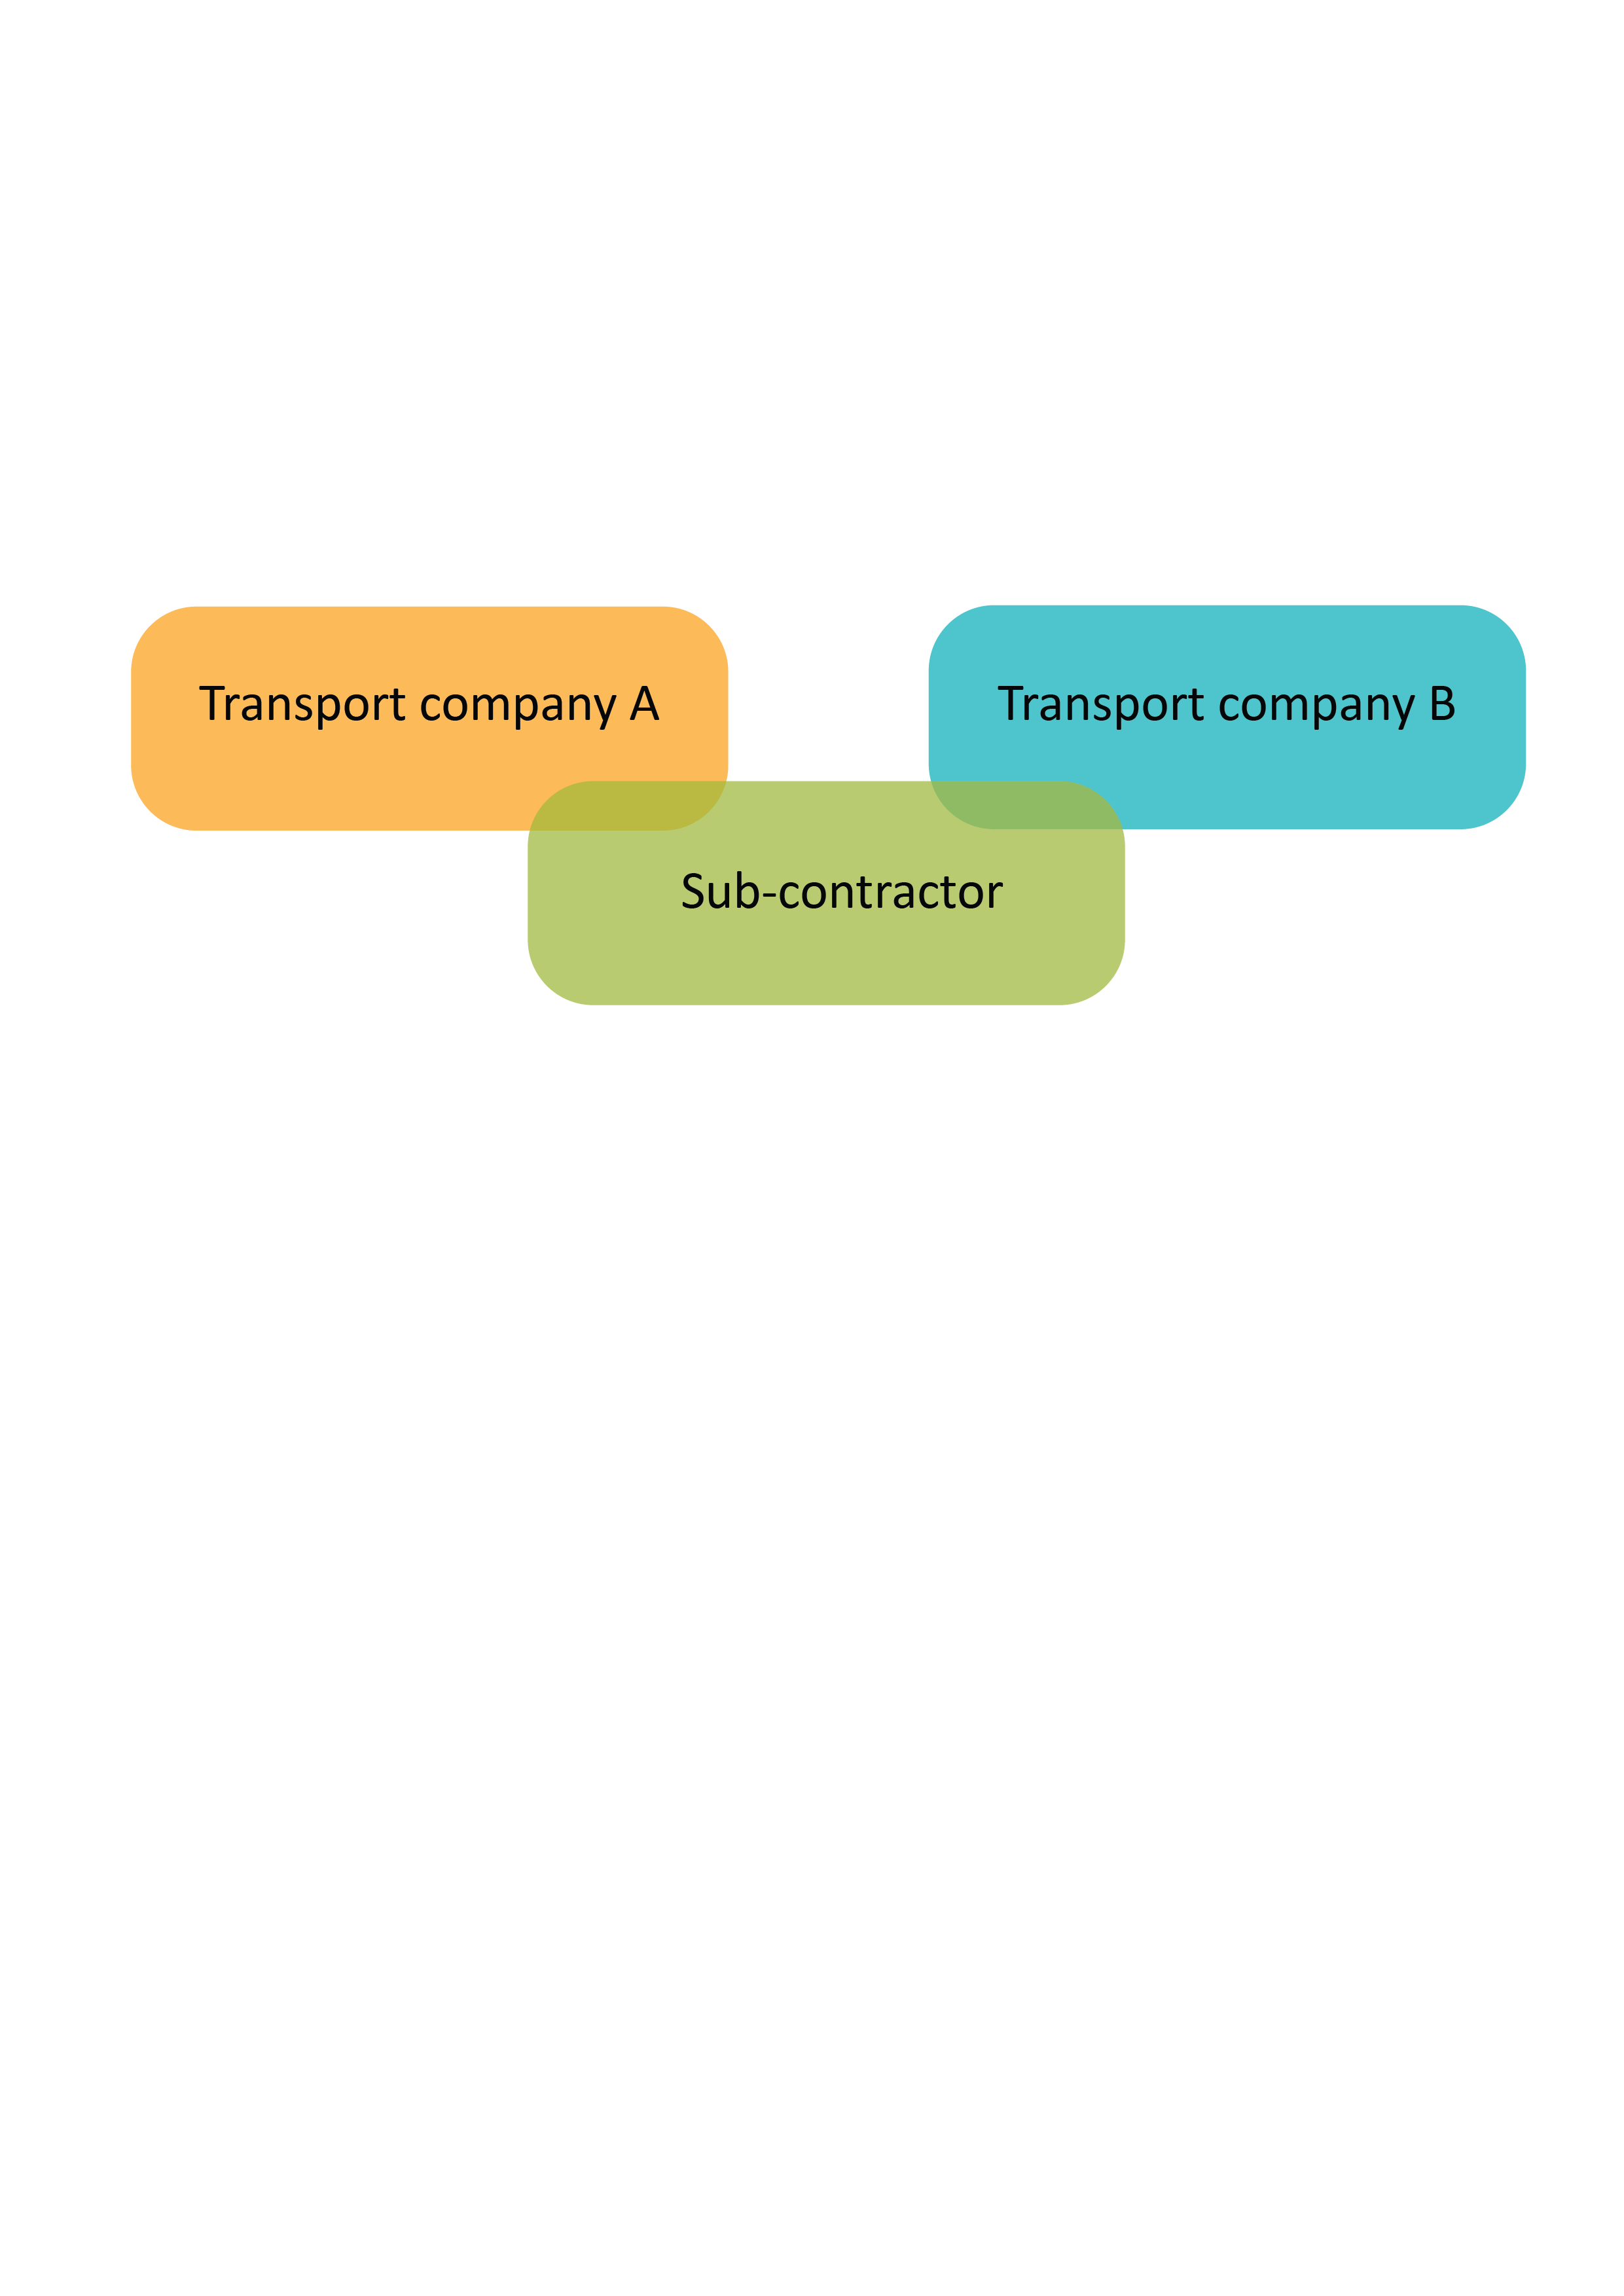 Transport company A
Transport company B
Sub-contractor